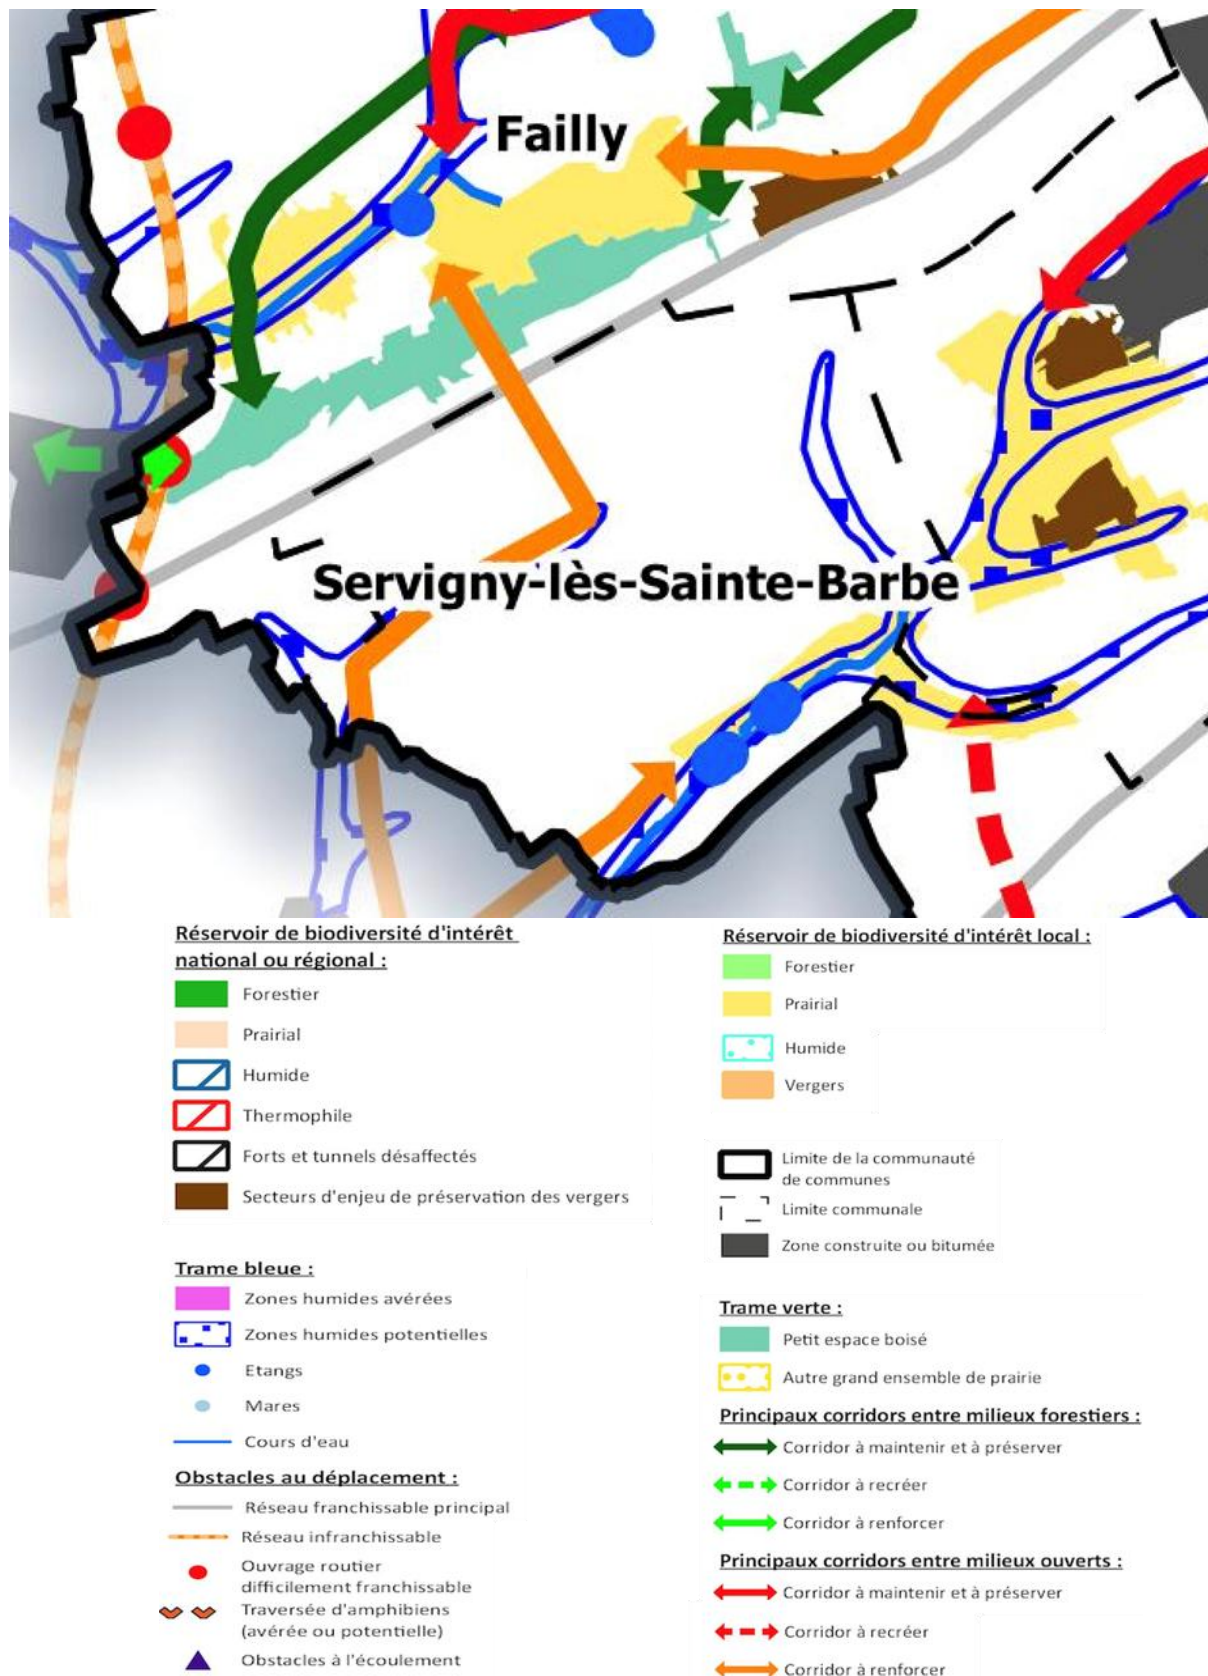 Failly
Servigny-lès-Sainte-Barbe
Réservoir de biodiversité d'intérêt
national ou régional :
Forestier
Prairial
Humide
Thermophile
Forts et tunnels désaffectés
Secteurs d'enjeu de préservation des vergers
Trame bleue :
Zones humides avérées
Zones humides potentielles
Etangs
Mares
Cours d'eau
Obstacles au déplacement :
Réseau franchissable principal
Réseau infranchissable
Ouvrage routier
difficilement franchissable
Traversée d'amphibiens
(avérée ou potentielle)
Obstacles à l'écoulement
Réservoir de biodiversité d'intérêt local :
Forestier
Prairial
Humide
Vergers
Limite de la communauté
de communes
Limite communale
Zone construite ou bitumée
Trame verte :
Petit espace boisé
Autre grand ensemble de prairie
Principaux corridors entre milieux forestiers :
Corridor à maintenir et à préserver
Corridor à recréer
Corridor à renforcer
Principaux corridors entre milieux ouverts :
Corridor à maintenir et à préserver
Corridor à recréer
Corridor à renforcer